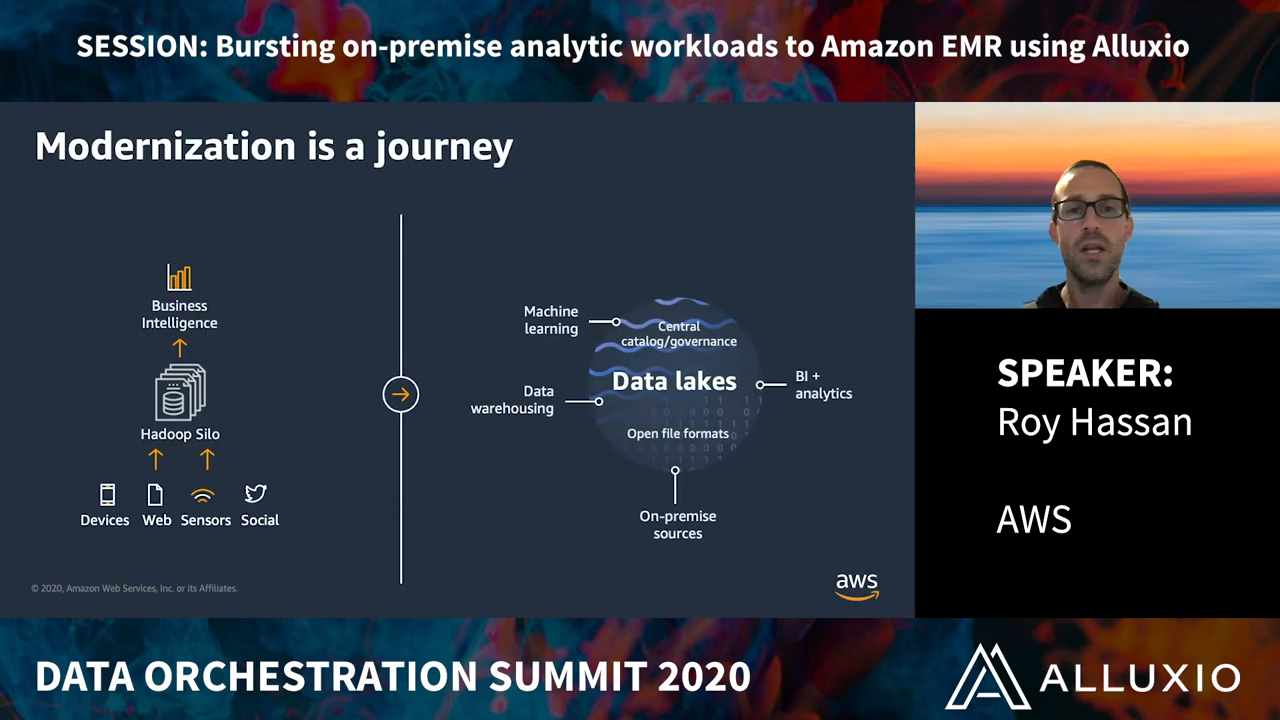 SESSION: Bursting on-premise analytic workloads to Amazon EMR using Alluxio
Modernization is a journey
Business
Intelligence
Hadoop Silo
Devices
Web
Sensors
Social
Machine
learning
Central
catalog/governance
Data lakes
Data
warehousing
BI +
analytics
Open file formats
On-premise
sources
© 2020, Amazon Web Services, Inc. or its Affiliates.
aws
SPEAKER:
Roy Hassan
AWS
DATA ORCHESTRATION SUMMIT 2020
ALLUXIO